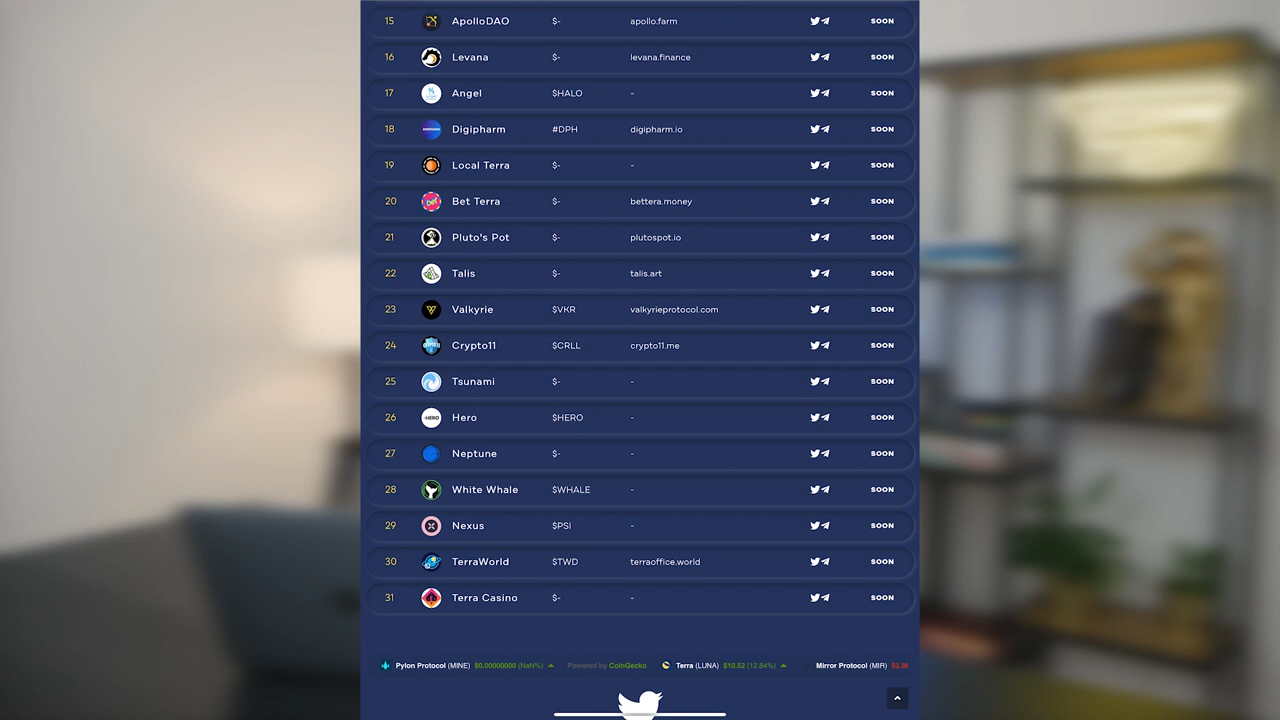 15 ApolloDAO $- apollo.farm SOON
16 Levana $- levana.finance SOON
17 Angel $HALO - SOON
18 Digipharm #DPH digipharm.io SOON
19 Local Terra $- - SOON
20 Bet Terra $- bettera.money SOON
21 Pluto's Pot $- plutospot.io SOON
22 Talis $- talis.art SOON
23 Valkyrie $VKR valkyrieprotocol.com SOON
24 Crypto11 $CRLL crypto11.me SOON
25 Tsunami $- - SOON
26 Hero $HERO - SOON
27 Neptune $- - SOON
28 White Whale $WHALE - SOON
29 Nexus $PSI - SOON
30 TerraWorld $TWD terraoffice.world SOON
31 Terra Casino $- - SOON
Pylon Protocol (MINE) $0.00000000 (NaN%) Powered by CoinGecko Terra (LUNA) $10.52 (12.84%) Mirror Protocol (MIR)